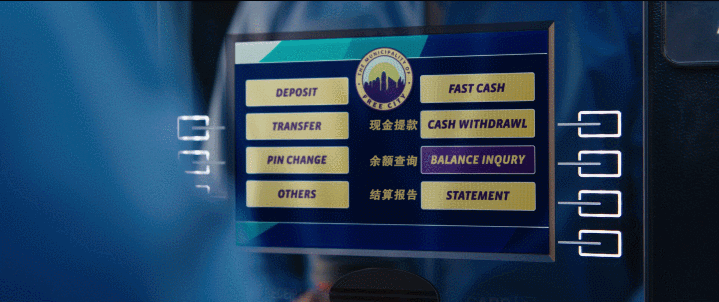 THE MUNICIPALITY OF
FREE CITY
DEPOSIT
FAST CASH
TRANSFER
现金提款 CASH WITHDRAWL
PIN CHANGE
余额查询 BALANCE INQURY
OTHERS
结算报告 STATEMENT